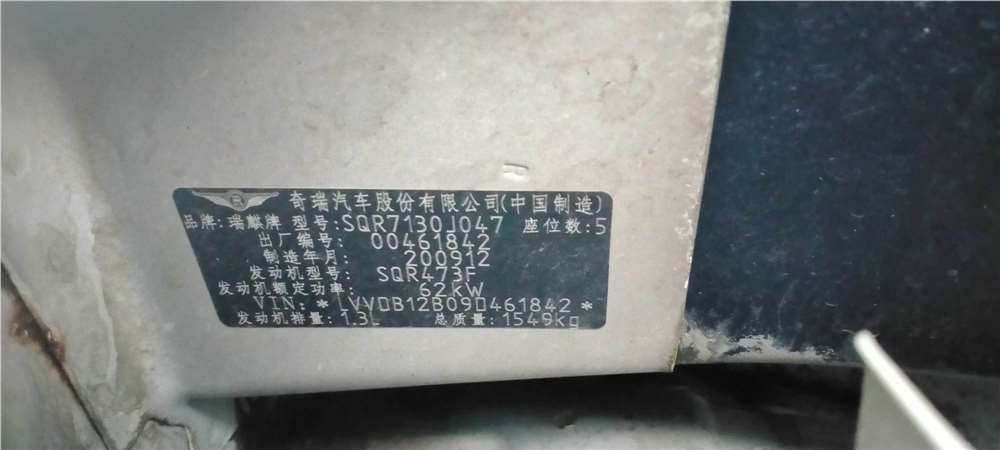 奇瑞汽车股份有限公司(中国制造)
品牌:瑞麒牌 型号:SQR7130J047 座位数:5
出厂编号: 00461842
制造年月: 200912
发动机型号: SQR473F
发动机额定功率: 62KW
VIN: *LVVDB12B09D461842*
发动机排量: 1.3L 总质量: 1549kg